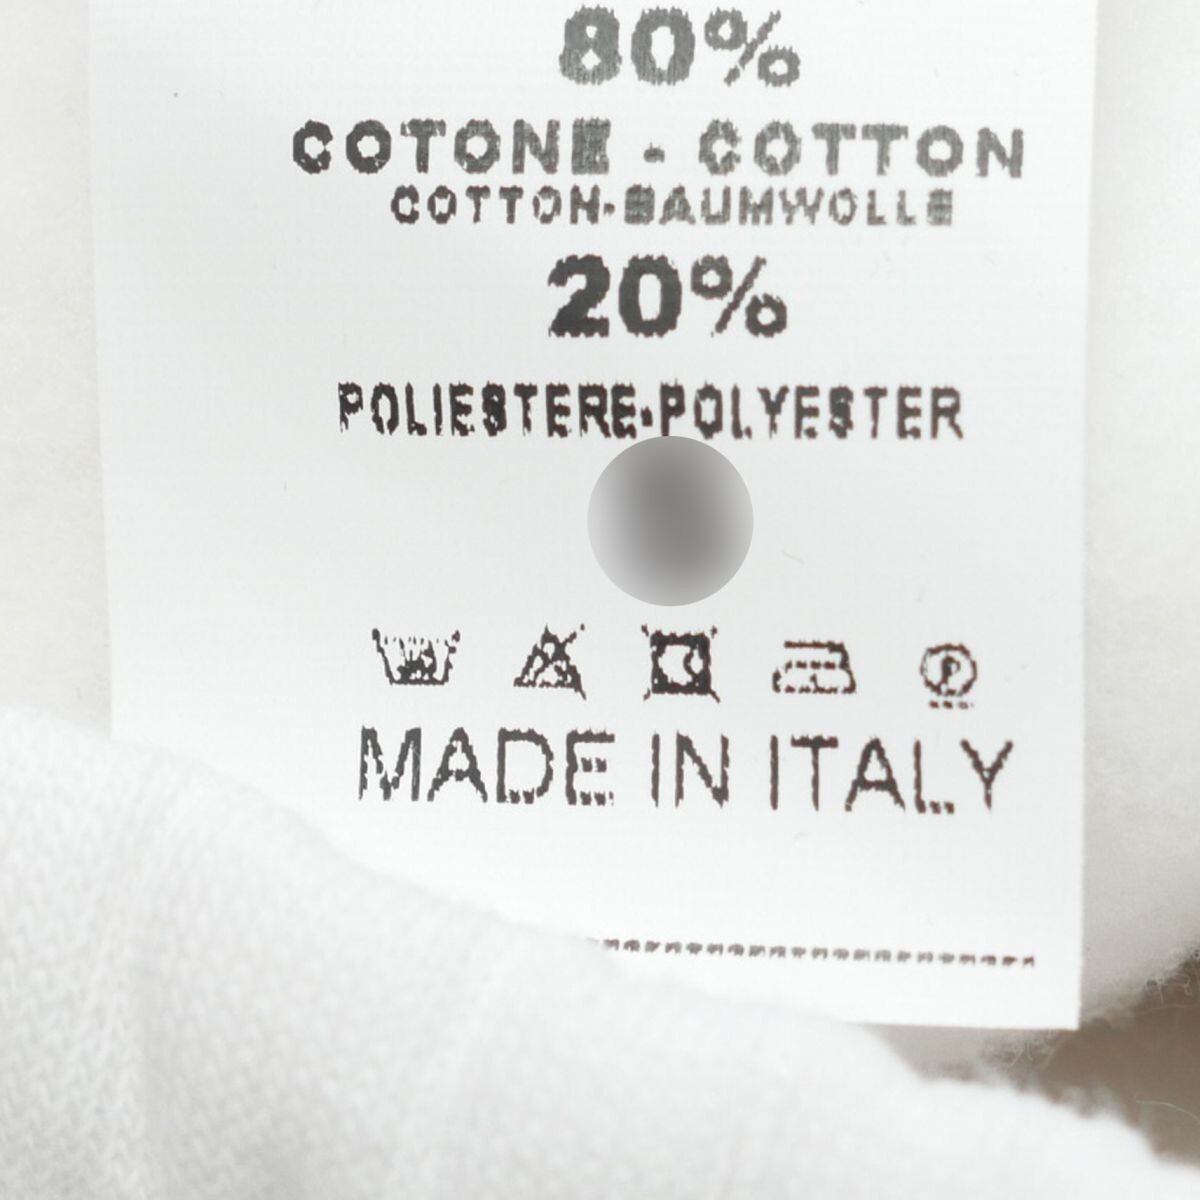 80%
COTONE - COTTON
COTTON-BAUMWOLLE
20%
POLIESTERE-POLYESTER
P
MADE IN ITALY